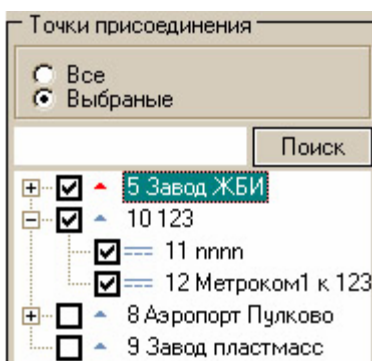 Точки присоединения
Все
Выбраные
Поиск
5 Завод ЖБИ
10 123
11 nnnn
12 Метроком1 к 123
8 Аэропорт Пулково
9 Завод пластмасс